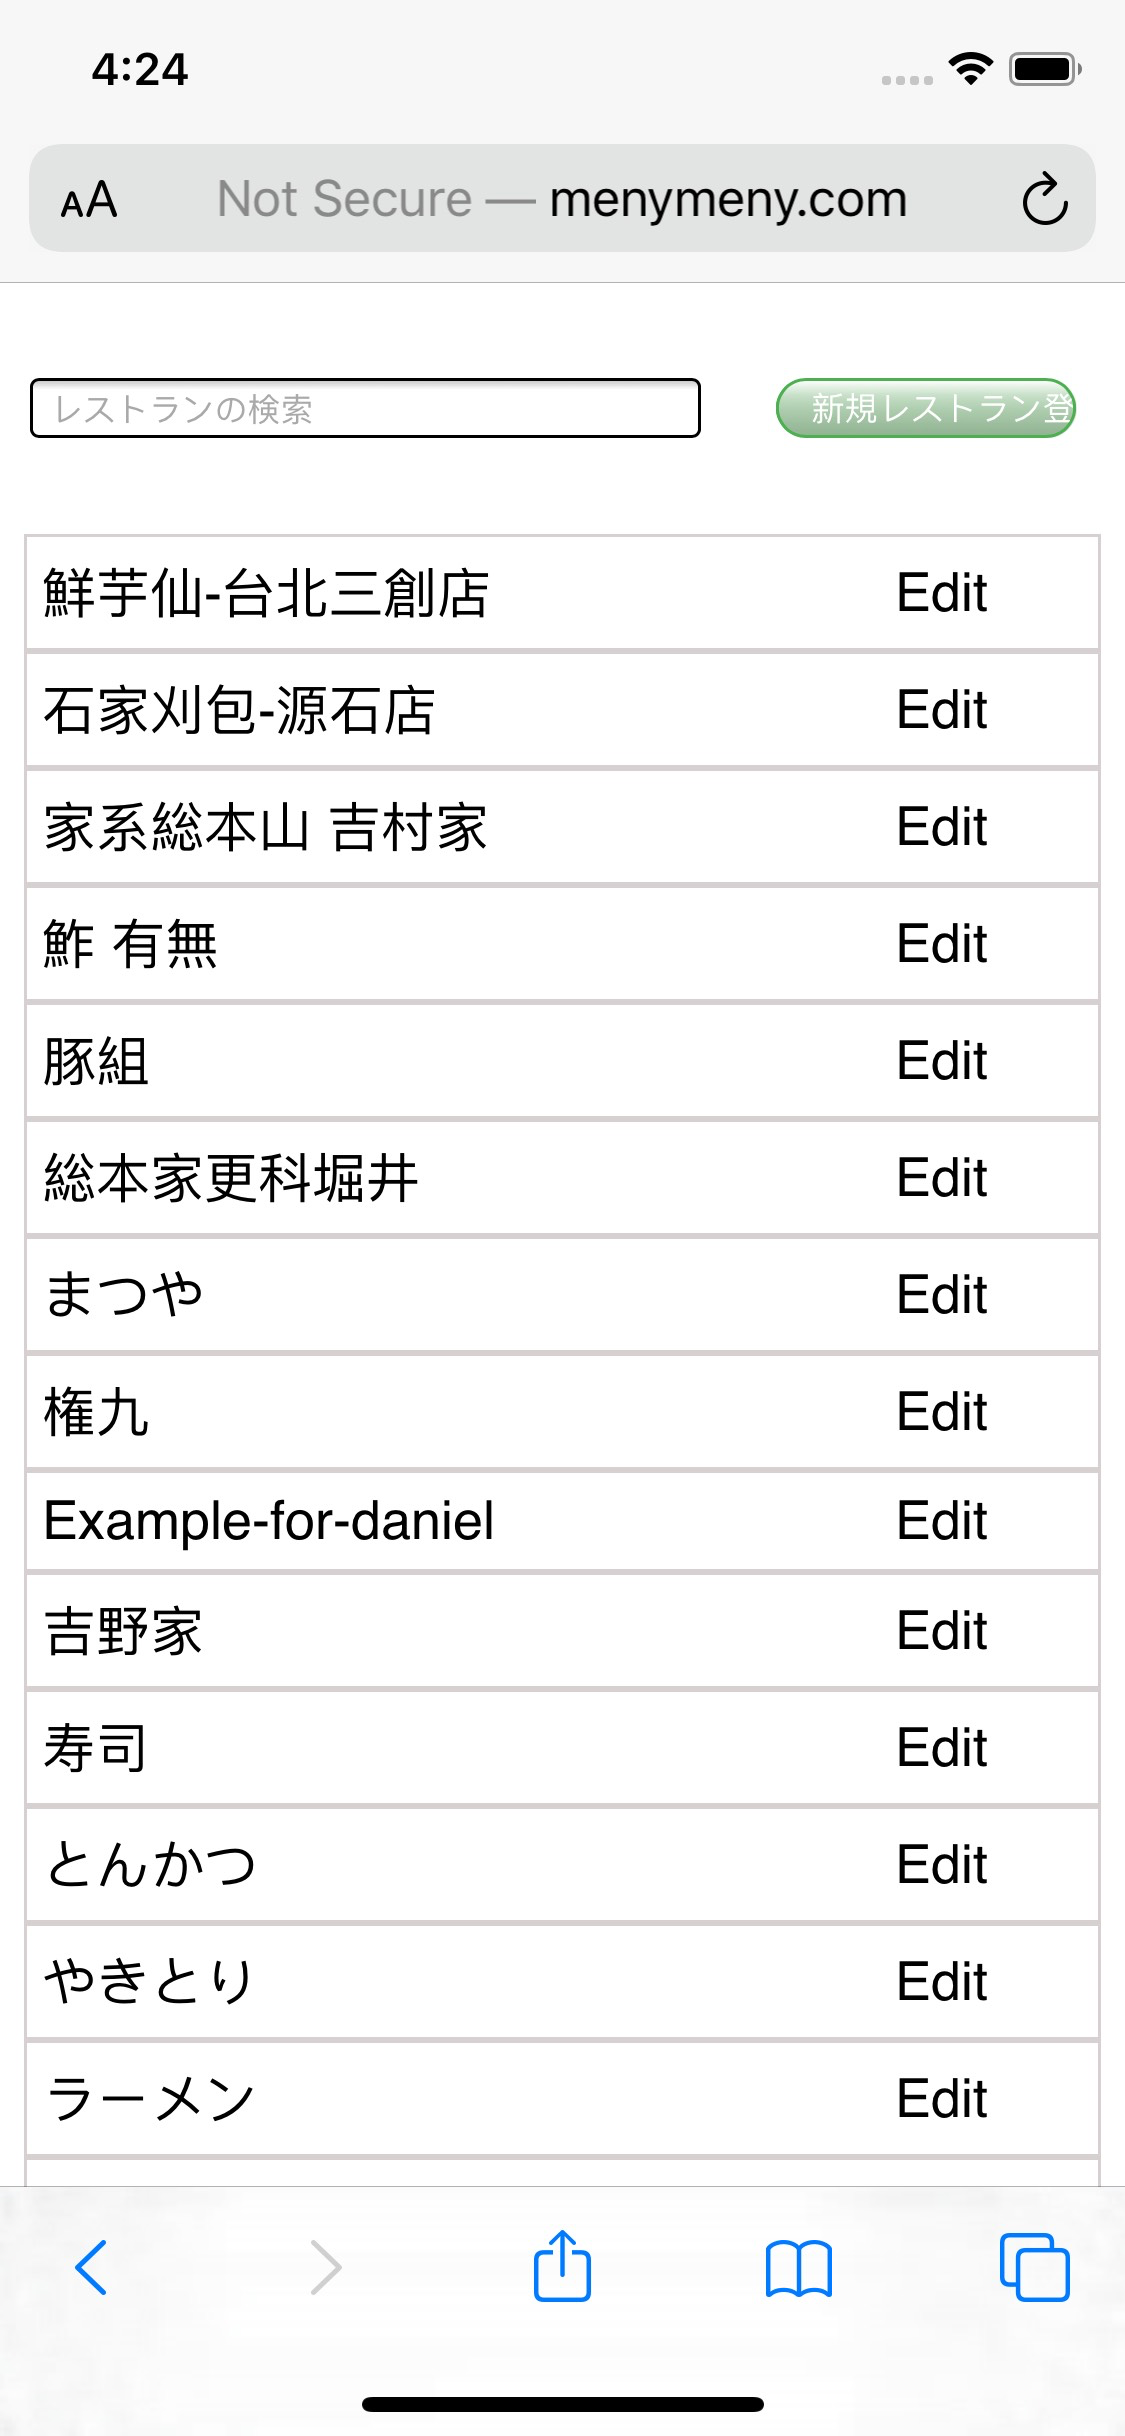 4:24
AA Not Secure — menymeny.com
レストランの検索 新規レストラン登
鮮芋仙-台北三創店 Edit
石家刈包-源石店 Edit
家系総本山 吉村家 Edit
鮓 有無 Edit
豚組 Edit
総本家更科堀井 Edit
まつや Edit
権九 Edit
Example-for-daniel Edit
吉野家 Edit
寿司 Edit
とんかつ Edit
やきとり Edit
ラーメン Edit